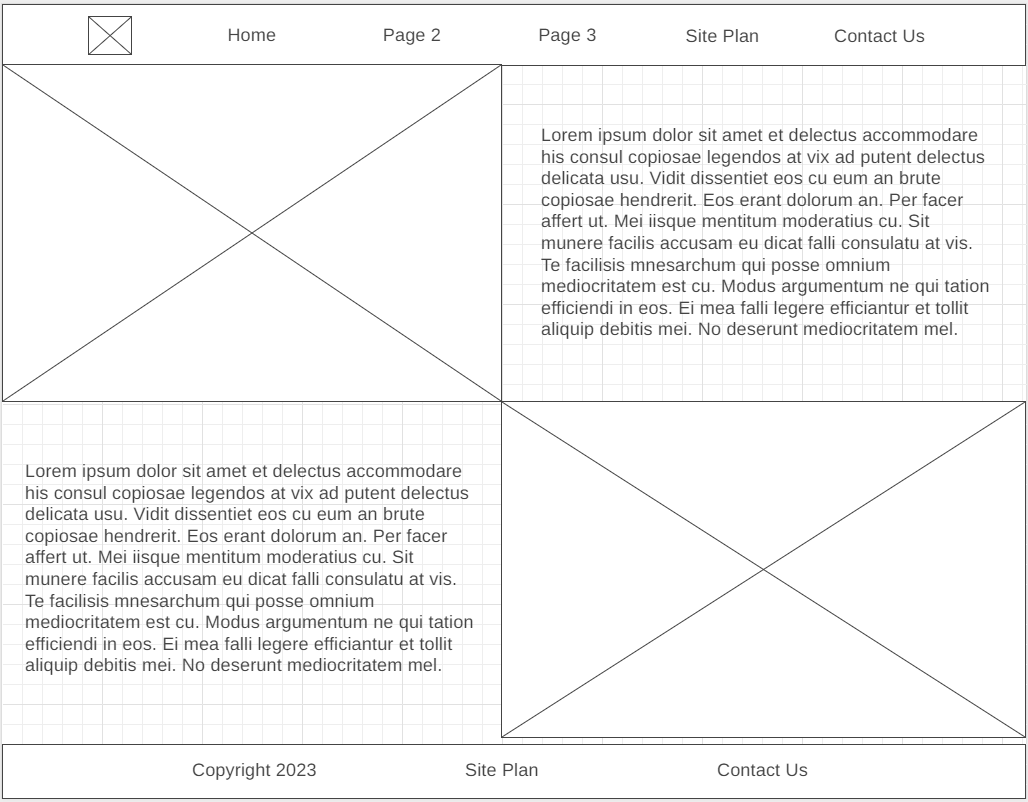 Home Page 2 Page 3 Site Plan Contact Us
Lorem ipsum dolor sit amet et delectus accommodare
his consul copiosae legendos at vix ad putent delectus
delicata usu. Vidit dissentiet eos cu eum an brute
copiosae hendrerit. Eos erant dolorum an. Per facer
affert ut. Mei iisque mentitum moderatius cu. Sit
munere facilis accusam eu dicat falli consulatu at vis.
Te facilisis mnesarchum qui posse omnium
mediocritatem est cu. Modus argumentum ne qui tation
efficiendi in eos. Ei mea falli legere efficiantur et tollit
aliquip debitis mei. No deserunt mediocritatem mel.
Lorem ipsum dolor sit amet et delectus accommodare
his consul copiosae legendos at vix ad putent delectus
delicata usu. Vidit dissentiet eos cu eum an brute
copiosae hendrerit. Eos erant dolorum an. Per facer
affert ut. Mei iisque mentitum moderatius cu. Sit
munere facilis accusam eu dicat falli consulatu at vis.
Te facilisis mnesarchum qui posse omnium
mediocritatem est cu. Modus argumentum ne qui tation
efficiendi in eos. Ei mea falli legere efficiantur et tollit
aliquip debitis mei. No deserunt mediocritatem mel.
Copyright 2023 Site Plan Contact Us